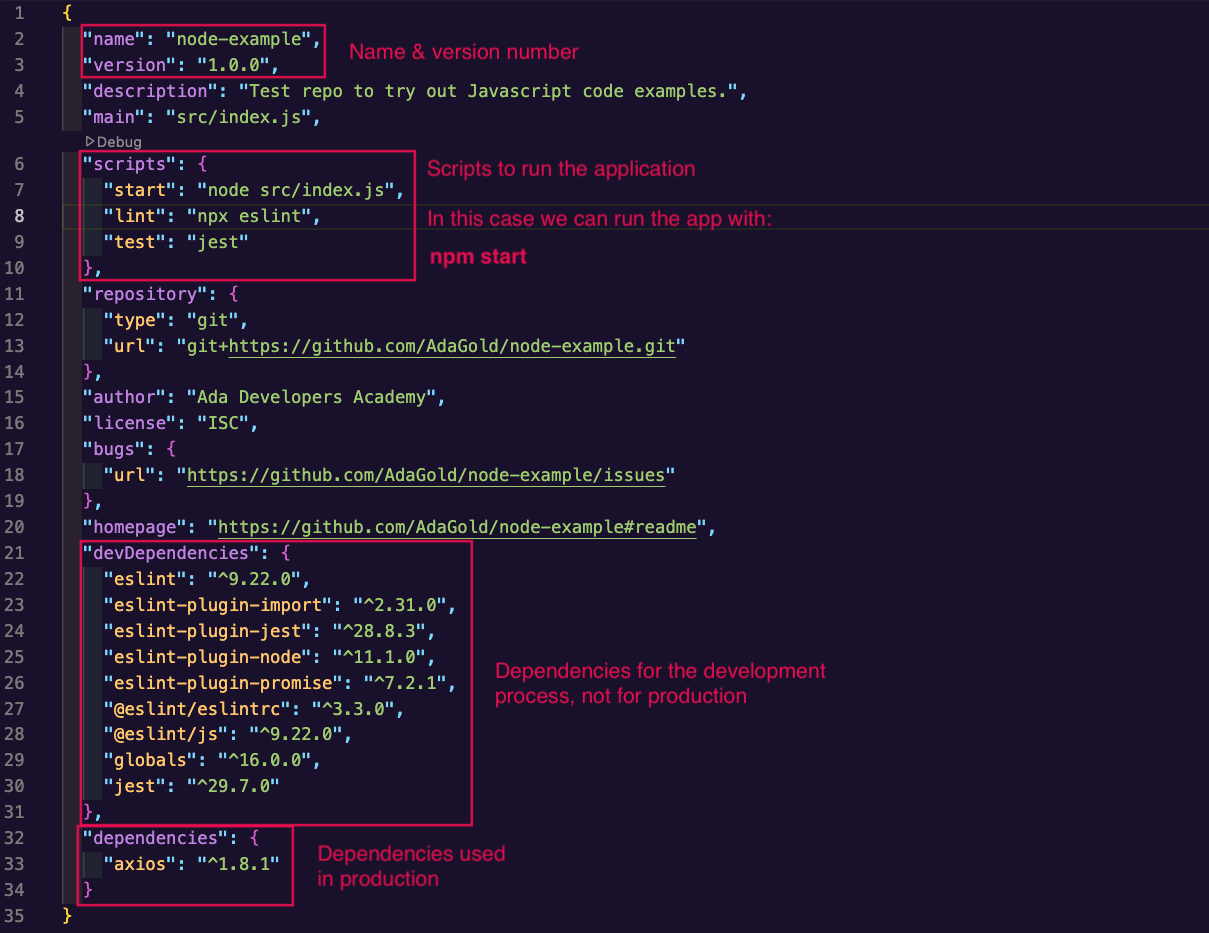 1 {
2 "name": "node-example",
Name & version number
3 "version": "1.0.0",
4 "description": "Test repo to try out Javascript code examples.",
5 "main": "src/index.js",
Debug
6 "scripts": {
Scripts to run the application
7 "start": "node src/index.js",
8 "lint": "npx eslint",
In this case we can run the app with:
9 "test": "jest"
npm start
10 },
11 "repository": {
12 "type": "git",
13 "url": "git+https://github.com/AdaGold/node-example.git"
14 },
15 "author": "Ada Developers Academy",
16 "license": "ISC",
17 "bugs": {
18 "url": "https://github.com/AdaGold/node-example/issues"
19 },
20 "homepage": "https://github.com/AdaGold/node-example#readme",
21 "devDependencies": {
22 "eslint": "^9.22.0",
23 "eslint-plugin-import": "^2.31.0",
24 "eslint-plugin-jest": "^28.8.3",
25 "eslint-plugin-node": "^11.1.0",
26 "eslint-plugin-promise": "^7.2.1",
Dependencies for the development
process, not for production
27 "@eslint/eslintrc": "^3.3.0",
28 "@eslint/js": "^9.22.0",
29 "globals": "^16.0.0",
30 "jest": "^29.7.0"
31 },
32 "dependencies": {
33 "axios": "^1.8.1"
Dependencies used
in production
34 }
35 }